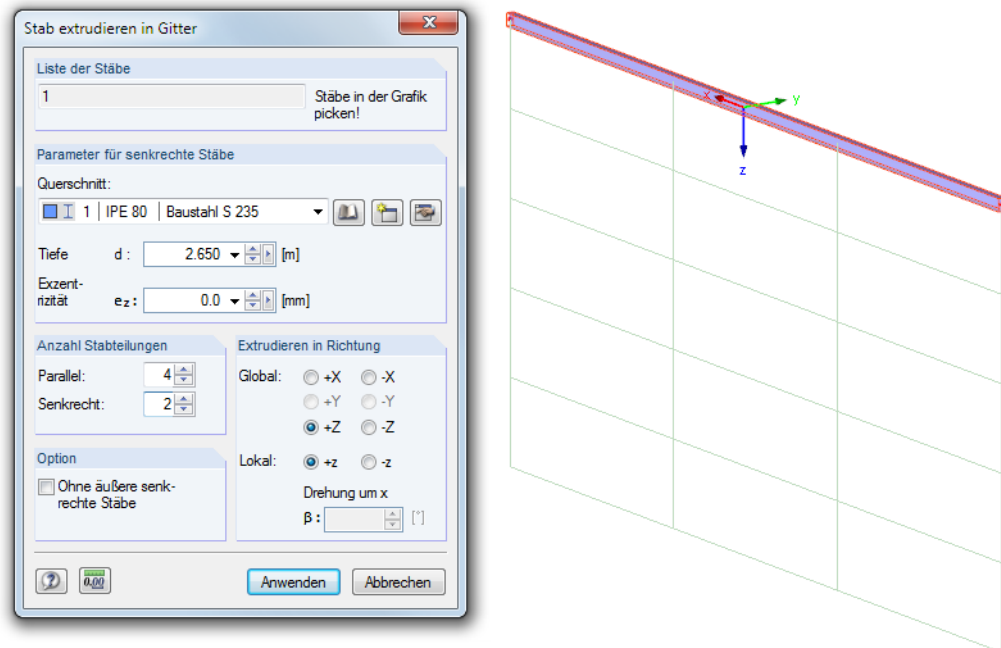 Stab extrudieren in Gitter
Liste der Stäbe
1
Stäbe in der Grafik
picken!
Parameter für senkrechte Stäbe
Querschnitt:
1 | IPE 80 | Baustahl S 235
Tiefe d : 2.650 [m]
Exzent-
rizität ez : 0.0 [mm]
Anzahl Stabteilungen
Parallel: 4
Senkrecht: 2
Option
Ohne äußere senk-
rechte Stäbe
Extrudieren in Richtung
Global: +X -X
+Y -Y
+Z -Z
Lokal: +z -z
Drehung um x
β : [°]
0.00
Anwenden Abbrechen
x y
z